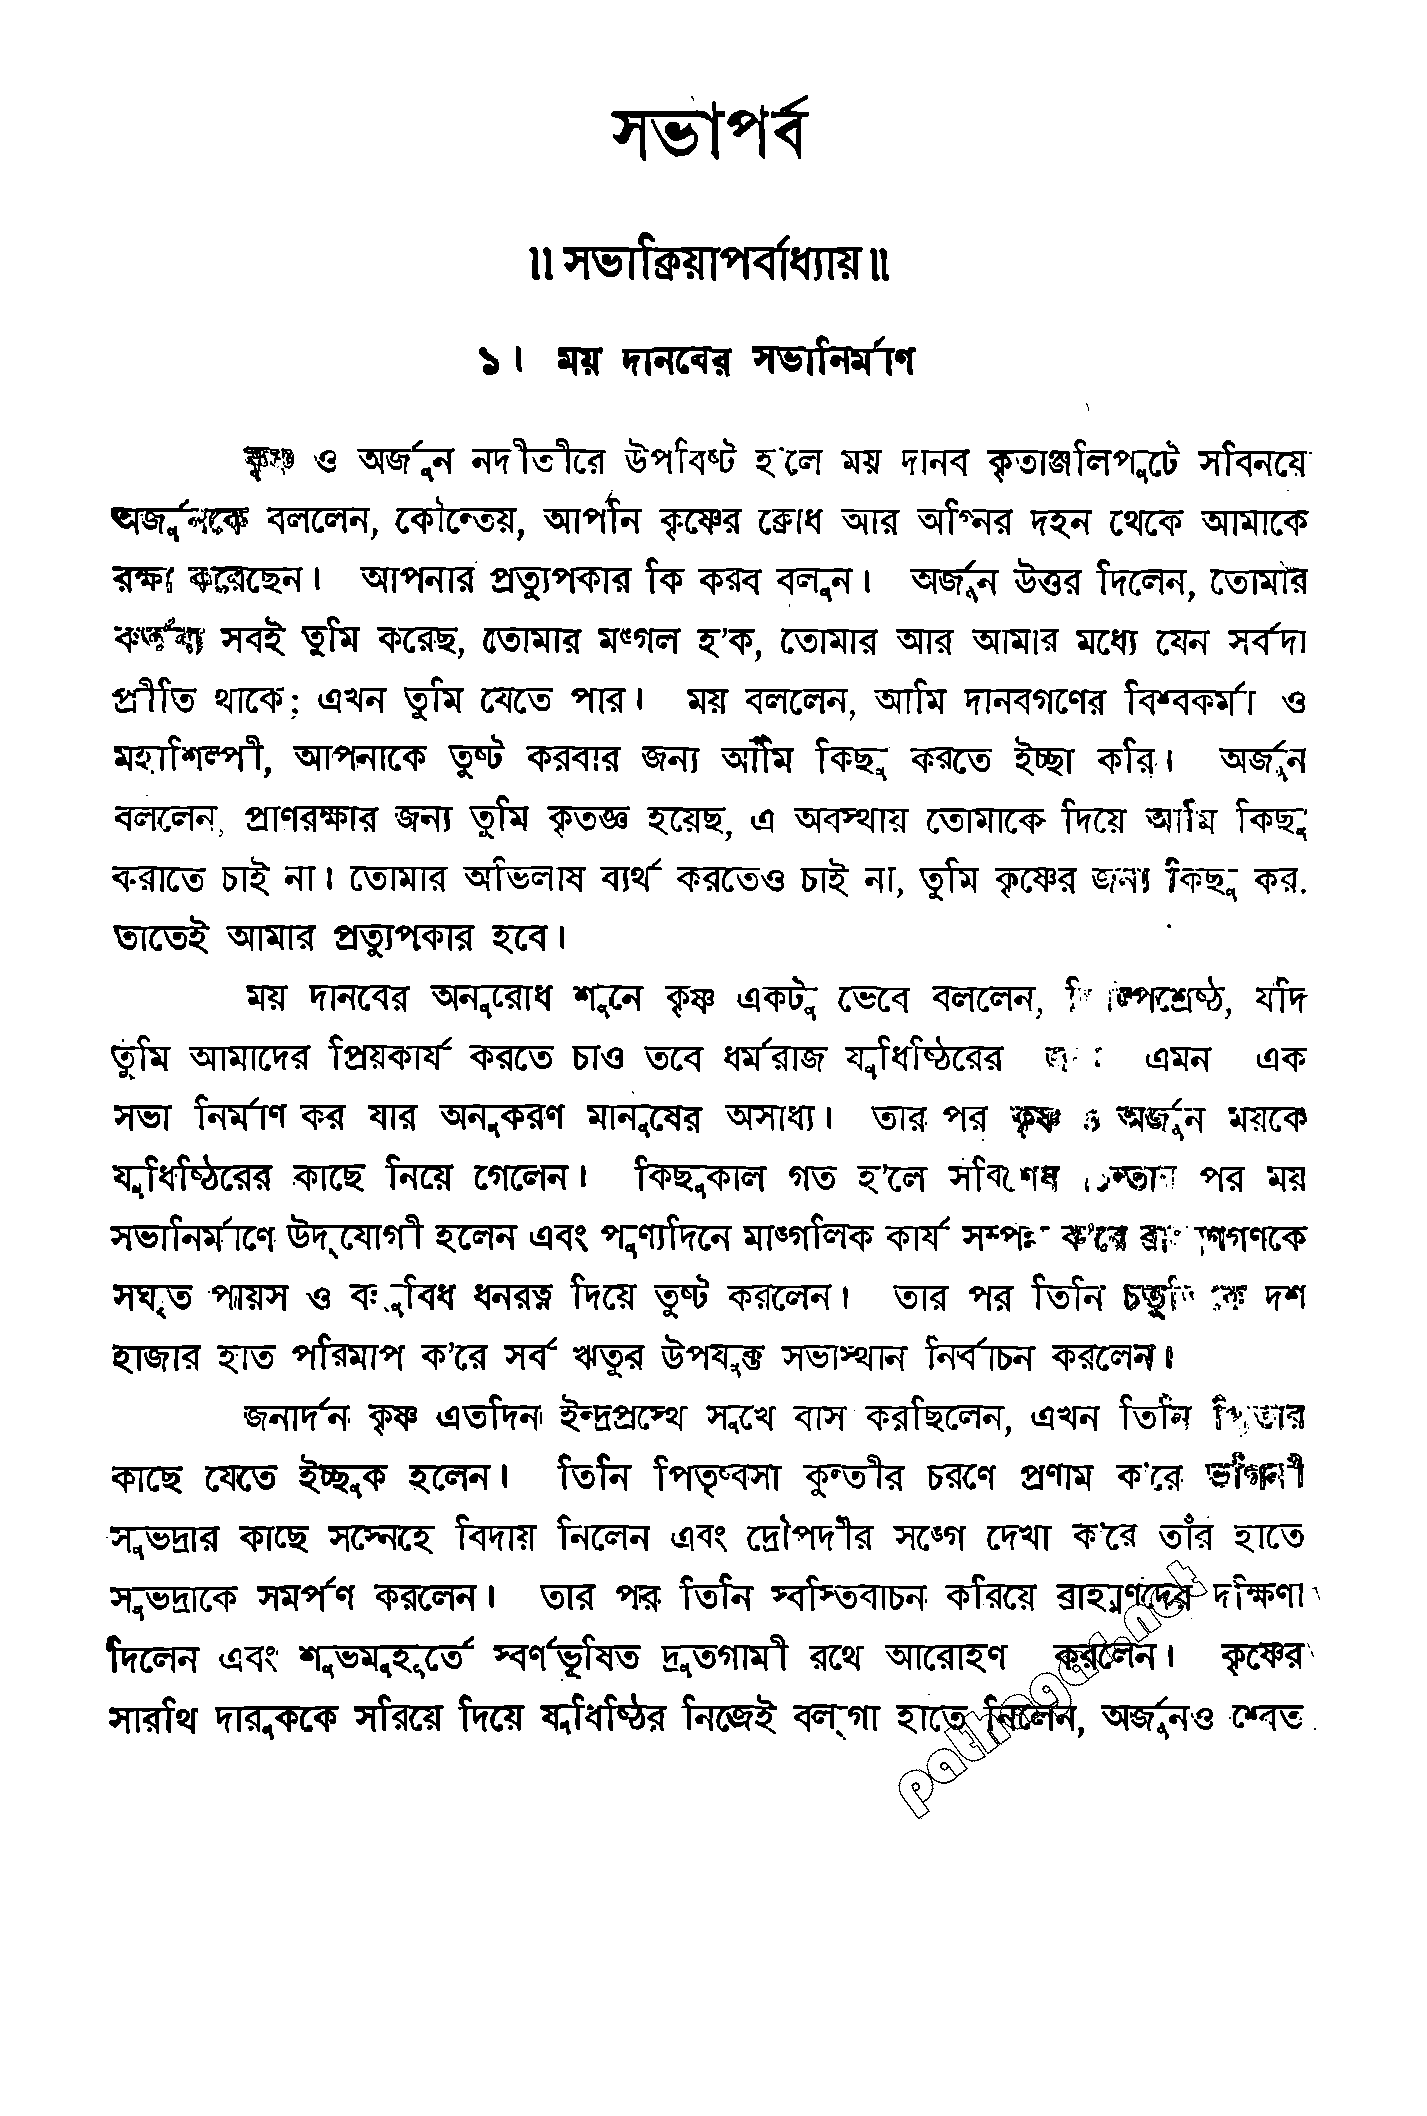 সভাপর্ব
॥ সভাক্রিয়াপর্বাধ্যায় ॥
১। ময় দানবের সভানির্মাণ
কৃষ্ণ ও অর্জুন নদীতীরে উপবিষ্ট হ'লে ময় দানব কৃতাঞ্জলিপুটে সবিনয়ে
অর্জুনকে বললেন, কৌন্তেয়, আপনি কৃষ্ণের ক্রোধ আর অগ্নির দহন থেকে আমাকে
রক্ষা করেছেন। আপনার প্রত্যুপকার কি করব বলুন। অর্জুন উত্তর দিলেন, তোমার
কর্তব্য সবই তুমি করেছ, তোমার মঙ্গল হ'ক, তোমার আর আমার মধ্যে যেন সর্বদা
প্রীতি থাকে; এখন তুমি যেতে পার। ময় বললেন, আমি দানবগণের বিশ্বকর্মা ও
মহাশিল্পী, আপনাকে তুষ্ট করবার জন্য আমি কিছু করতে ইচ্ছা করি। অর্জুন
বললেন, প্রাণরক্ষার জন্য তুমি কৃতজ্ঞ হয়েছ, এ অবস্থায় তোমাকে দিয়ে আমি কিছু
করাতে চাই না। তোমার অভিলাষ ব্যর্থ করতেও চাই না, তুমি কৃষ্ণের জন্য কিছু কর.
তাতেই আমার প্রত্যুপকার হবে।
ময় দানবের অনুরোধ শুনে কৃষ্ণ একটু ভেবে বললেন, শিল্পিশ্রেষ্ঠ, যদি
তুমি আমাদের প্রিয়কার্য করতে চাও তবে ধর্মরাজ যুধিষ্ঠিরের এমন এক
সভা নির্মাণ কর যার অনুকরণ মানুষের অসাধ্য। তার পর কৃষ্ণ ও অর্জুন ময়কে
যুধিষ্ঠিরের কাছে নিয়ে গেলেন। কিছুকাল গত হ'লে সবিশেষ চিন্তার পর ময়
সভানির্মাণে উদ্‌যোগী হলেন এবং পুণ্যদিনে মাঙ্গলিক কার্য সম্পন্ন ক'রে ব্রাহ্মণগণকে
সঘৃত পায়স ও বহুবিধ ধনরত্ন দিয়ে তুষ্ট করলেন। তার পর তিনি চতুর্দিকে দশ
হাজার হাত পরিমাপ ক'রে সর্ব ঋতুর উপযুক্ত সভাস্থান নির্বাচন করলেন।
জনার্দন কৃষ্ণ এতদিন ইন্দ্রপ্রস্থে সুখে বাস করছিলেন, এখন তিনি পিতার
কাছে যেতে ইচ্ছুক হলেন। তিনি পিতৃষ্বসা কুন্তীর চরণে প্রণাম ক'রে ভগিনী
সুভদ্রার কাছে সস্নেহে বিদায় নিলেন এবং দ্রৌপদীর সঙ্গে দেখা ক'রে তাঁর হাতে
সুভদ্রাকে সমর্পণ করলেন। তার পর তিনি স্বস্তিবাচন করিয়ে ব্রাহ্মণদের দক্ষিণা
দিলেন এবং শুভমুহূর্তে স্বর্ণভূষিত দ্রুতগামী রথে আরোহণ করলেন। কৃষ্ণের
সারথি দারুককে সরিয়ে দিয়ে যুধিষ্ঠির নিজেই বল্‌গা হাতে নিলেন, অর্জুনও শ্বেত
pathagar.net